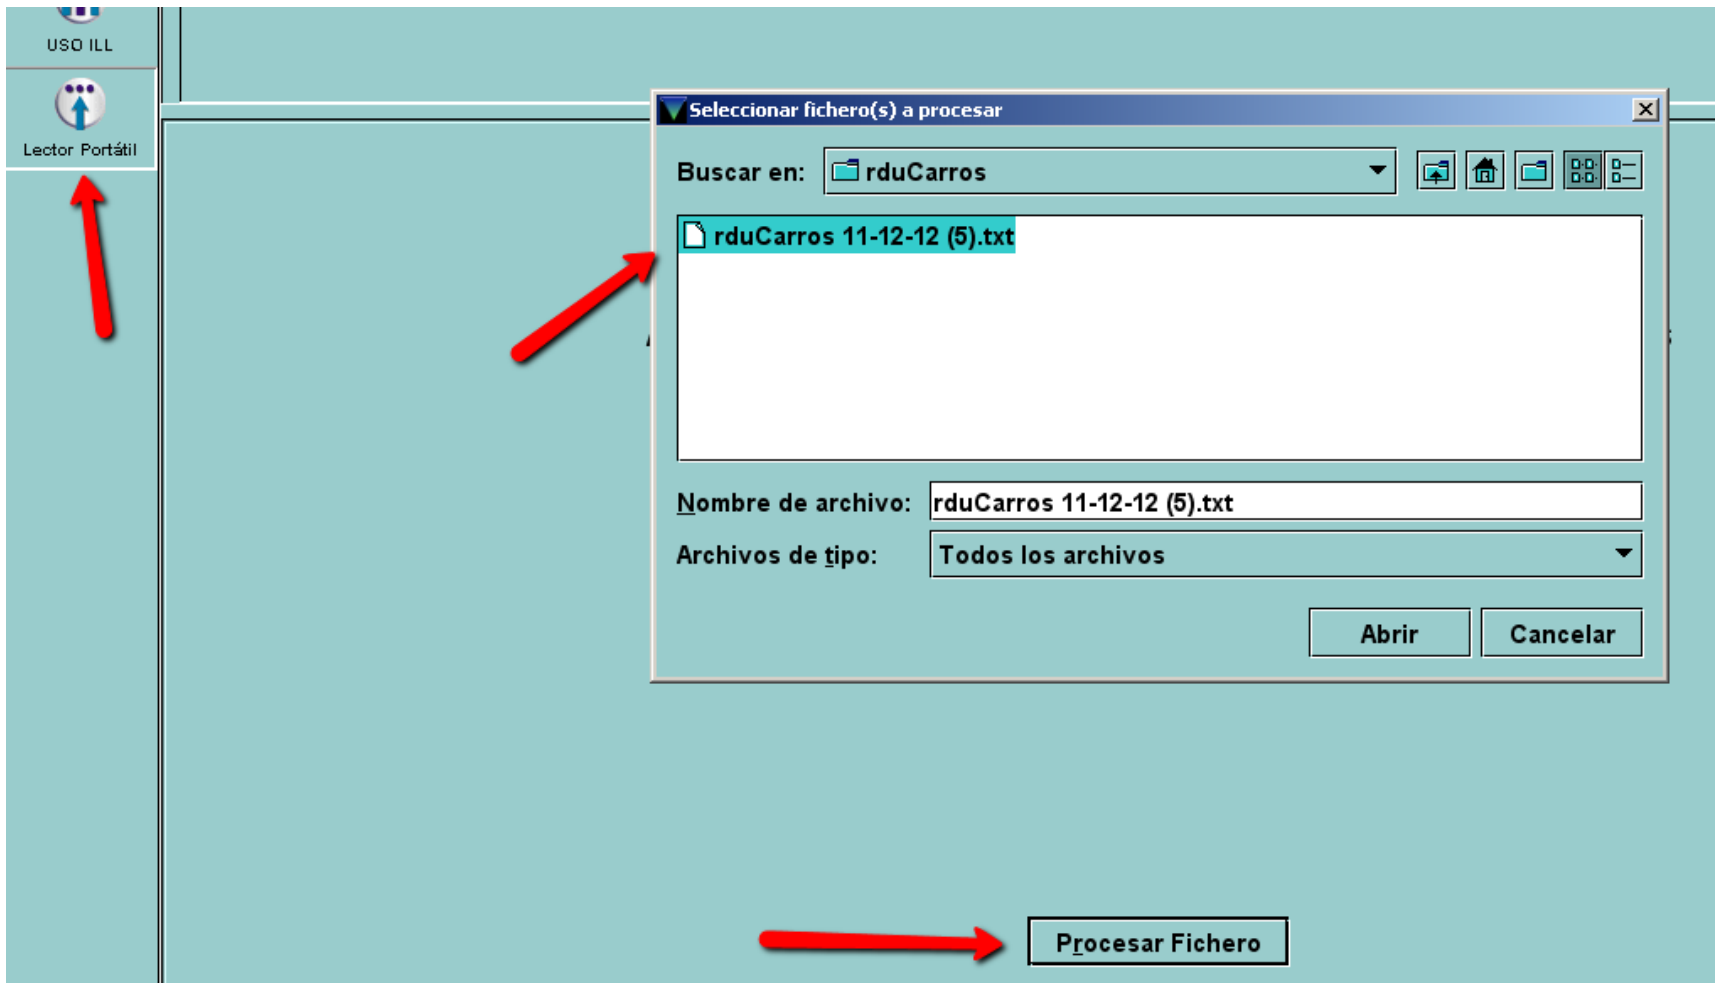 USO ILL
Lector Portátil
Seleccionar fichero(s) a procesar
Buscar en: rduCarros
rduCarros 11-12-12 (5).txt
Nombre de archivo: rduCarros 11-12-12 (5).txt
Archivos de tipo: Todos los archivos
Abrir Cancelar
Procesar Fichero